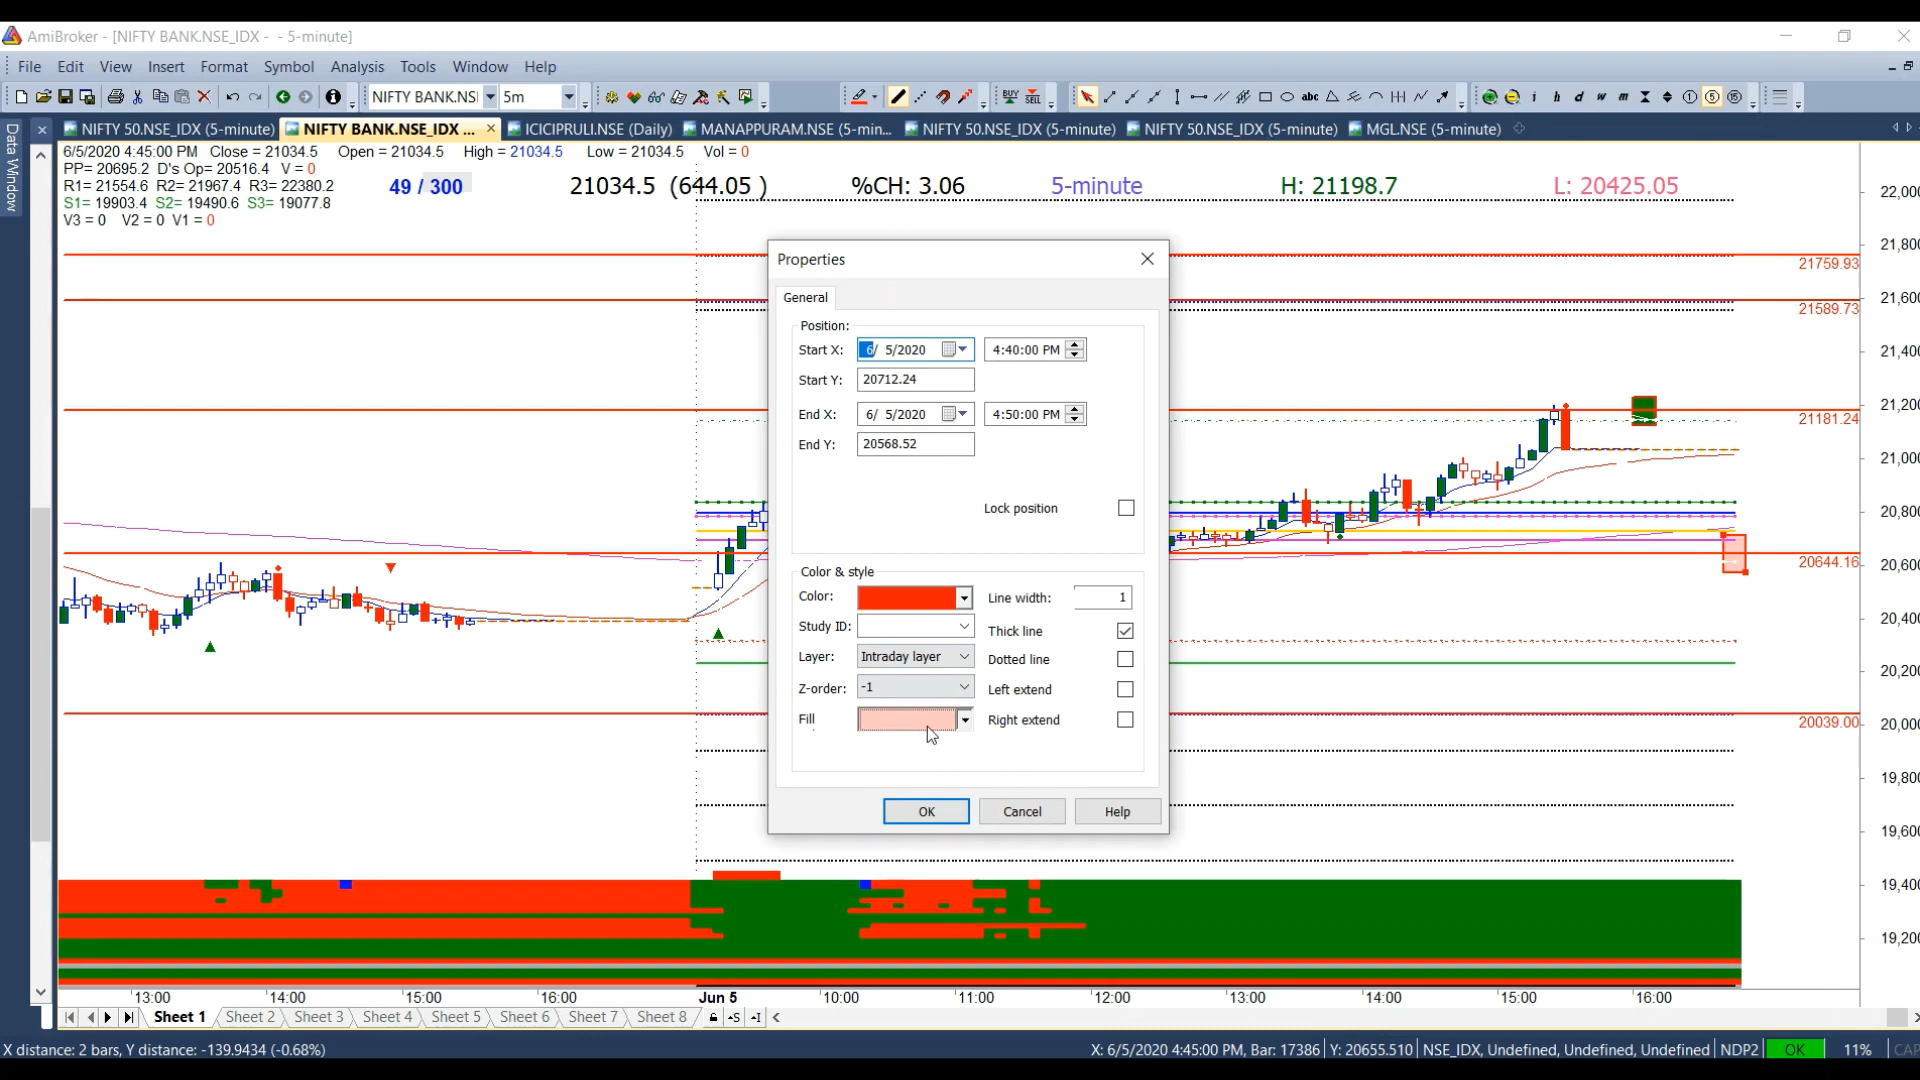 AmiBroker - [NIFTY BANK.NSE_IDX - - 5-minute]
File Edit View Insert Format Symbol Analysis Tools Window Help
NIFTY BANK.NSI 5m BUY SELL abc i h d w m 1 5 15
Data Window
NIFTY 50.NSE_IDX (5-minute) NIFTY BANK.NSE_IDX ... ICICIPRULI.NSE (Daily) MANAPPURAM.NSE (5-min... NIFTY 50.NSE_IDX (5-minute) NIFTY 50.NSE_IDX (5-minute) MGL.NSE (5-minute)
6/5/2020 4:45:00 PM Close = 21034.5 Open = 21034.5 High = 21034.5 Low = 21034.5 Vol = 0
PP= 20695.2 D's Op= 20516.4 V = 0
R1= 21554.6 R2= 21967.4 R3= 22380.2
S1= 19903.4 S2= 19490.6 S3= 19077.8
V3 = 0 V2 = 0 V1 = 0
49 / 300 21034.5 (644.05 ) %CH: 3.06 5-minute H: 21198.7 L: 20425.05
22,000
21,800
21759.93
21,600
21589.73
21,400
21,200
21181.24
21,000
20,800
20,600
20644.16
20,400
20,200
20,000
20039.00
19,800
19,600
19,400
19,200
Properties
General
Position:
Start X: 6/ 5/2020 4:40:00 PM
Start Y: 20712.24
End X: 6/ 5/2020 4:50:00 PM
End Y: 20568.52
Lock position
Color & style
Color: Line width: 1
Study ID: Thick line
Layer: Intraday layer Dotted line
Z-order: -1 Left extend
Fill Right extend
OK Cancel Help
13:00 14:00 15:00 16:00 Jun 5 10:00 11:00 12:00 13:00 14:00 15:00 16:00
Sheet 1 Sheet 2 Sheet 3 Sheet 4 Sheet 5 Sheet 6 Sheet 7 Sheet 8 -S -I
X distance: 2 bars, Y distance: -139.9434 (-0.68%) X: 6/5/2020 4:45:00 PM, Bar: 17386 Y: 20655.510 NSE_IDX, Undefined, Undefined, Undefined NDP2 OK 11% CAP